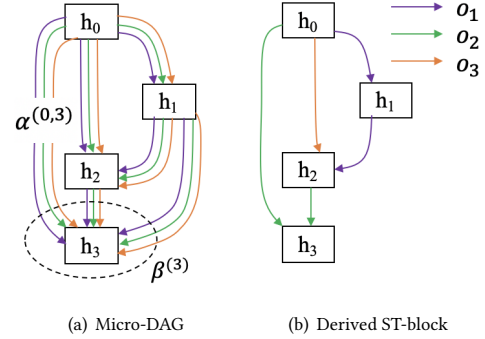 h₀
h₁
α⁽⁰,³⁾
h₂
h₃
β⁽³⁾
(a) Micro-DAG
h₀
h₁
h₂
h₃
o₁
o₂
o₃
(b) Derived ST-block